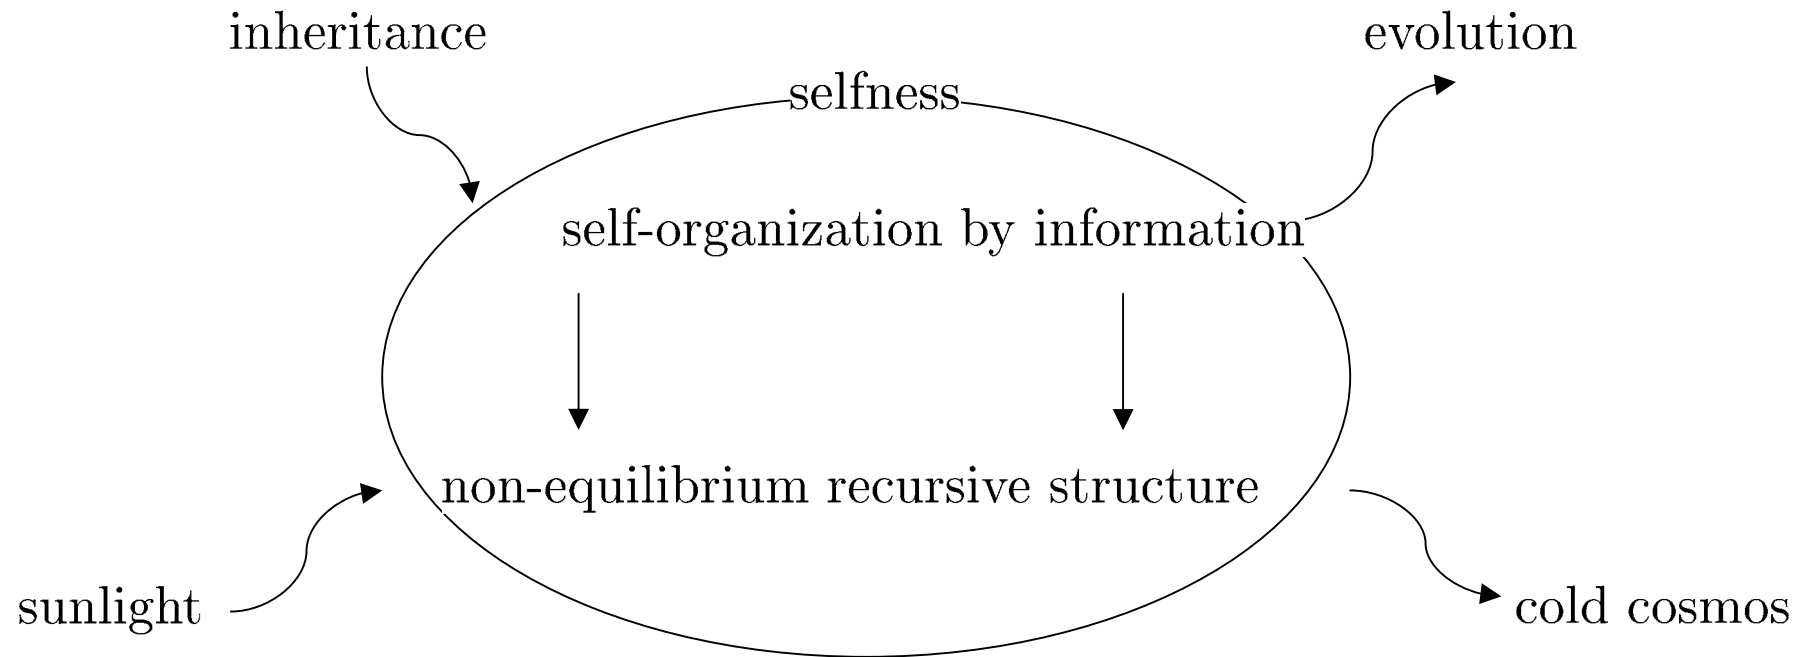 inheritance
evolution
selfness
self-organization by information
non-equilibrium recursive structure
sunlight
cold cosmos